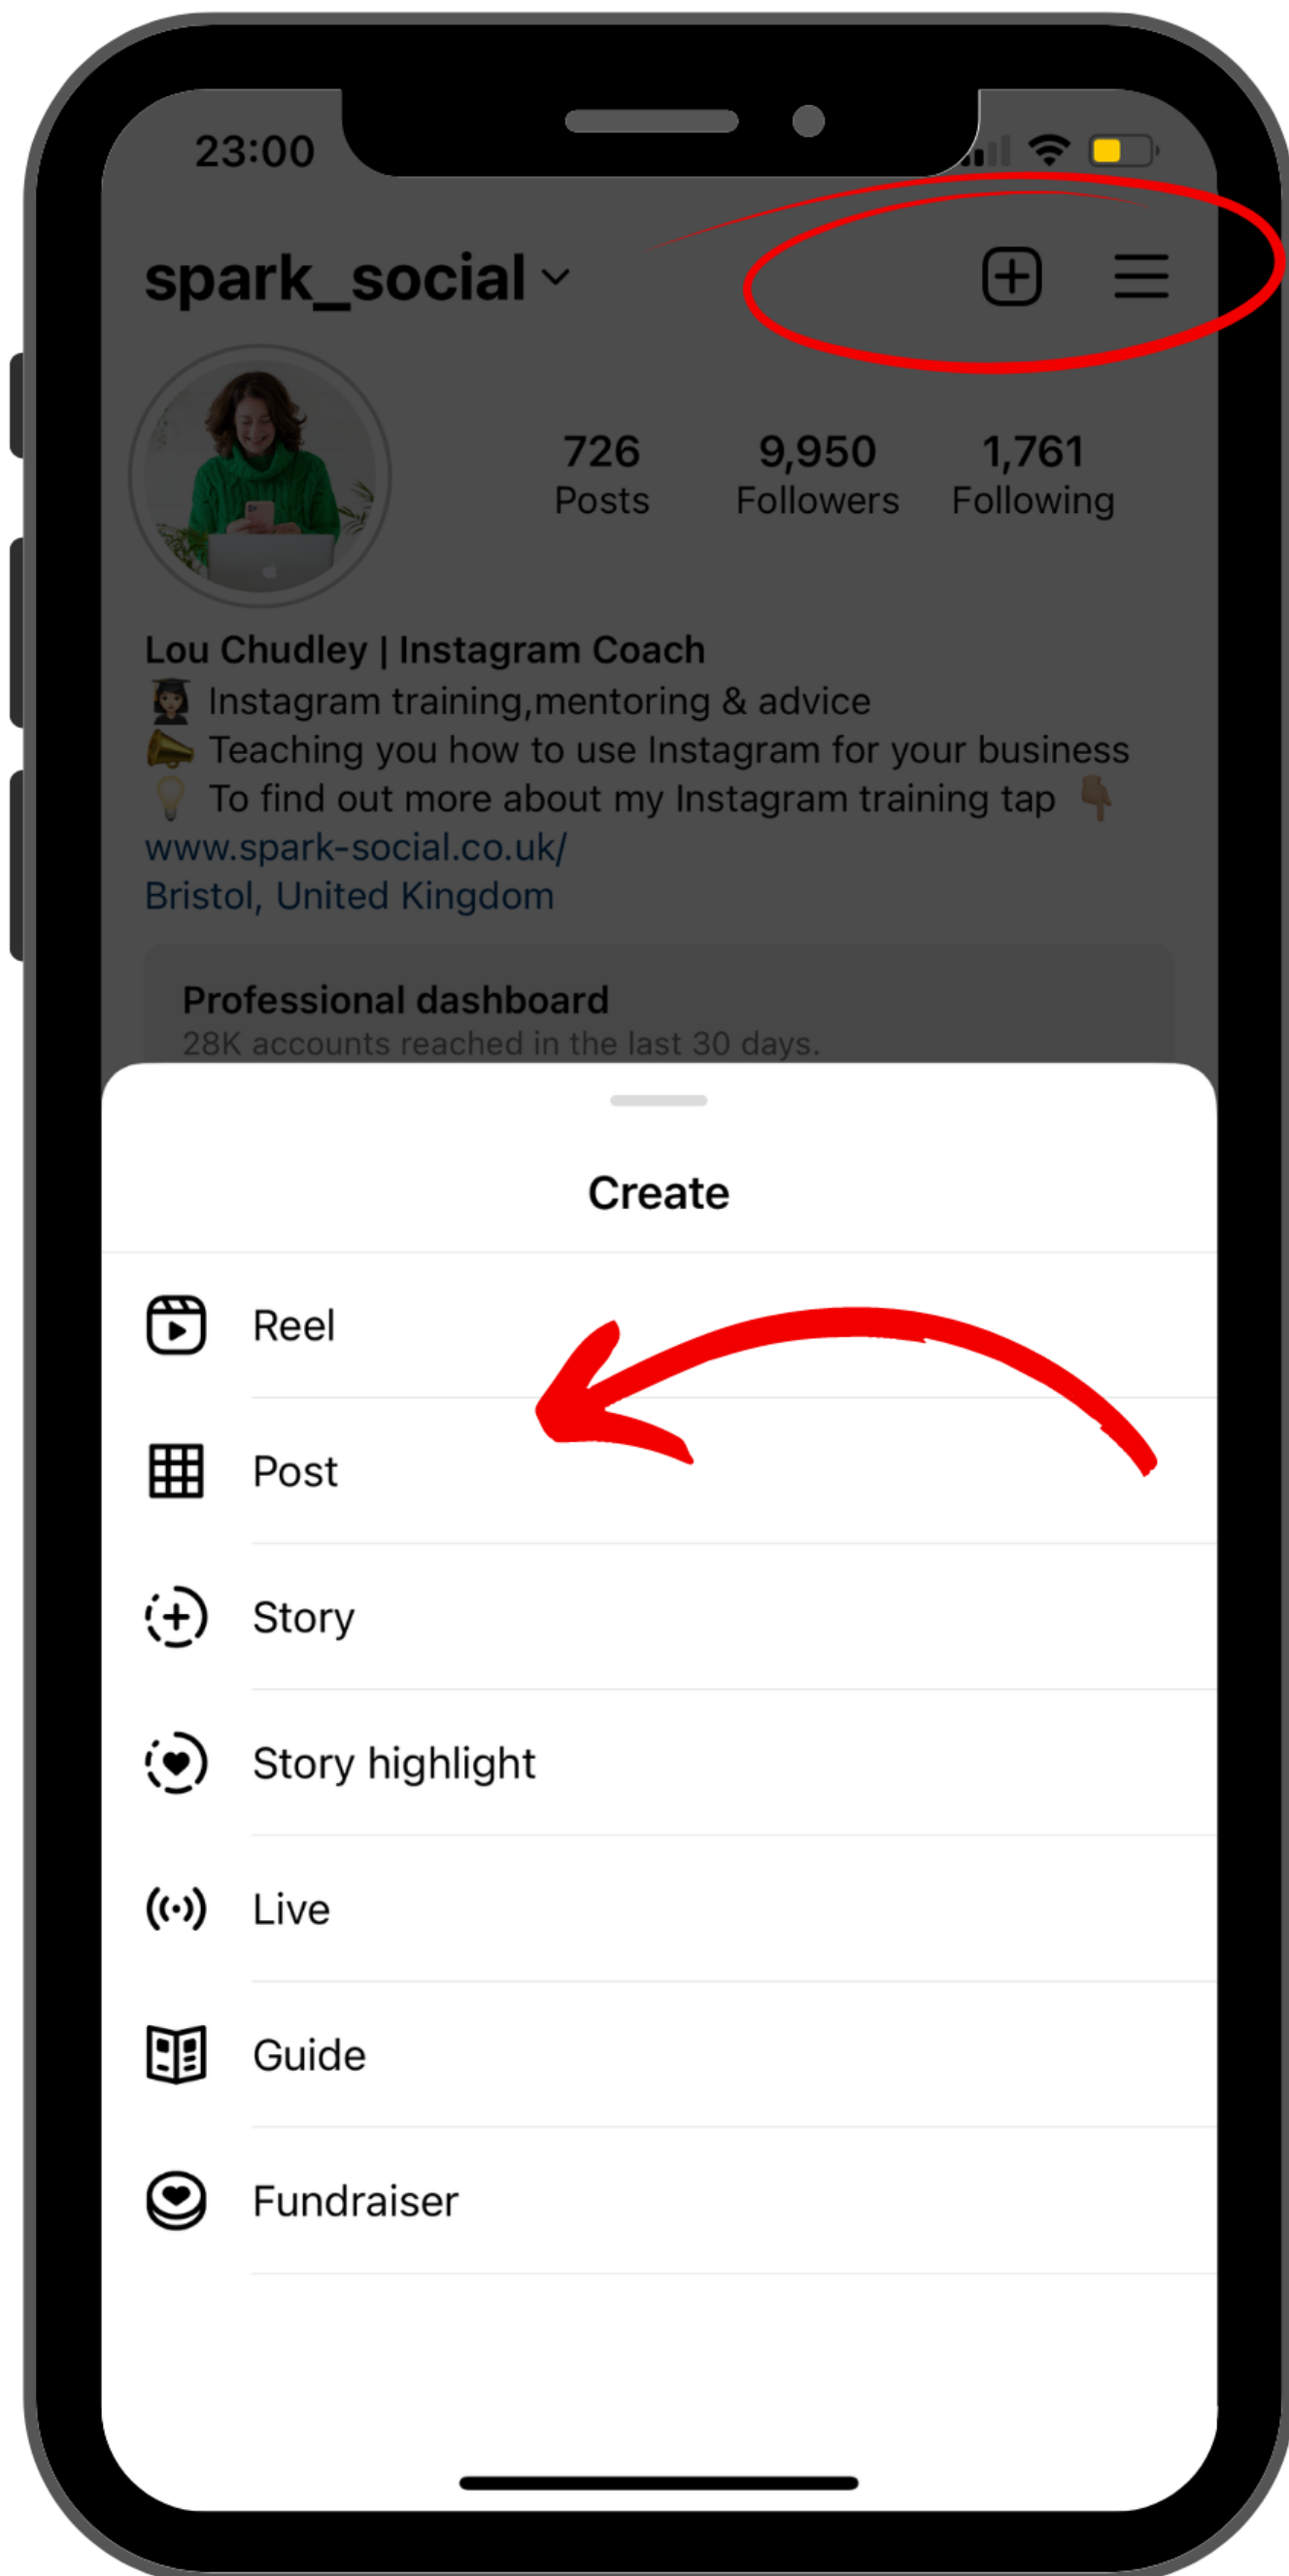 23:00
spark_social
726 9,950 1,761
Posts Followers Following
Lou Chudley | Instagram Coach
👩🏻‍🎓 Instagram training,mentoring & advice
📣 Teaching you how to use Instagram for your business
💡 To find out more about my Instagram training tap 👇🏼
www.spark-social.co.uk/
Bristol, United Kingdom
Professional dashboard
28K accounts reached in the last 30 days.
Create
Reel
Post
Story
Story highlight
Live
Guide
Fundraiser